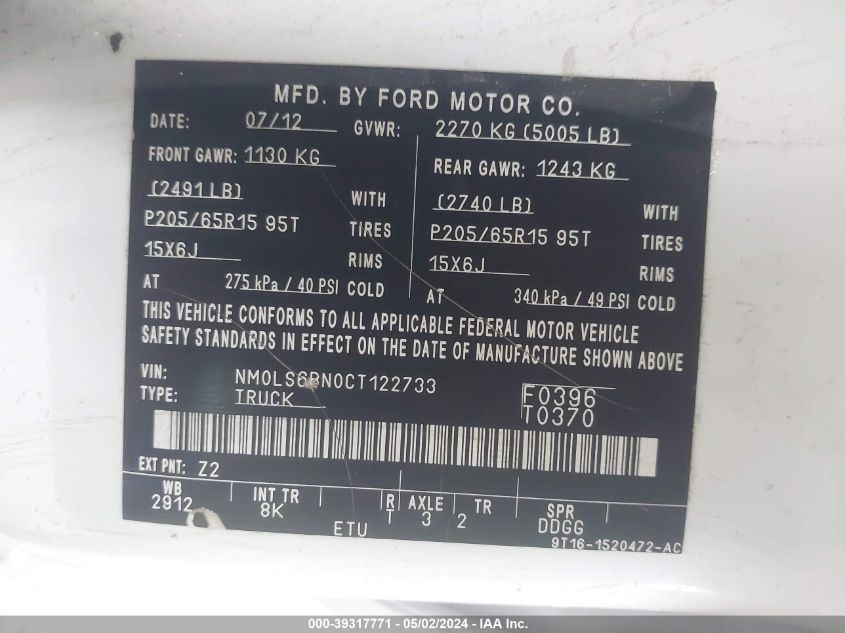 MFD. BY FORD MOTOR CO.
DATE: 07/12 GVWR: 2270 KG (5005 LB)
FRONT GAWR: 1130 KG REAR GAWR: 1243 KG
(2491 LB) WITH (2740 LB) WITH
P205/65R15 95T TIRES P205/65R15 95T TIRES
15X6J RIMS 15X6J RIMS
AT 275 kPa / 40 PSI COLD AT 340 kPa / 49 PSI COLD
THIS VEHICLE CONFORMS TO ALL APPLICABLE FEDERAL MOTOR VEHICLE
SAFETY STANDARDS IN EFFECT ON THE DATE OF MANUFACTURE SHOWN ABOVE
VIN: NM0LS6BN0CT122733 F0396
TYPE: TRUCK T0370
EXT PNT: Z2
WB INT TR R AXLE TR SPR
2912 8K T 3 2 DDGG
ETU 9T16-1520472-AC
000-39317771 - 05/02/2024 - IAA Inc.